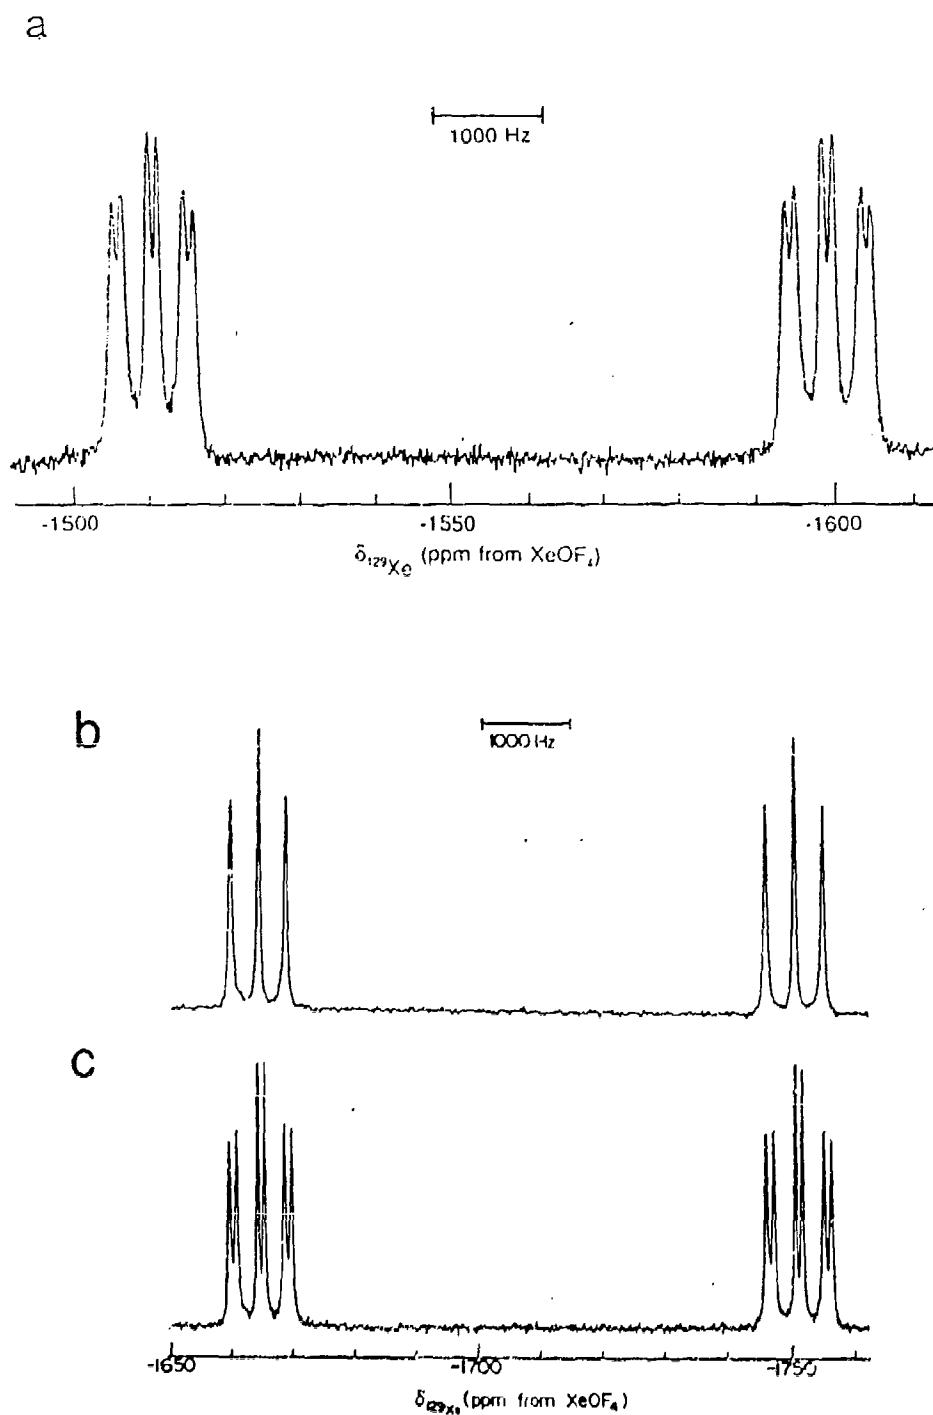 a
1000 Hz
-1500 -1550 -1600
δ₁₂₉Xe (ppm from XeOF₄)
b
1000 Hz
c
-1650 -1700 -1750
δ₁₂₉Xe (ppm from XeOF₄)